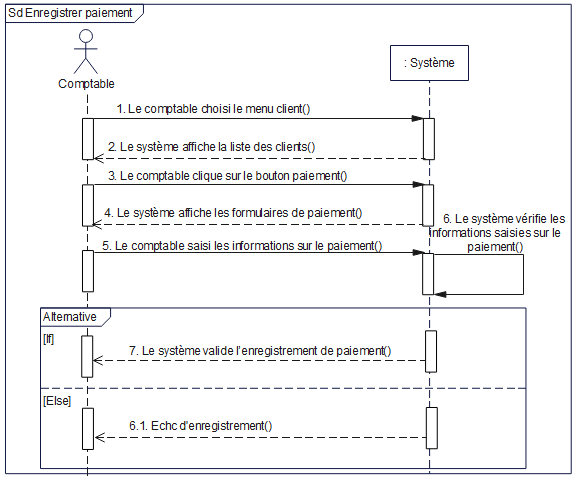 Sd Enregistrer paiement
: Système
Comptable
1. Le comptable choisi le menu client()
2. Le système affiche la liste des clients()
3. Le comptable clique sur le bouton paiement()
4. Le système affiche les formulaires de paiement()
5. Le comptable saisi les informations sur le paiement()
6. Le système vérifie les
informations saisies sur le
paiement()
Alternative
[If]
7. Le système valide l'enregistrement de paiement()
[Else]
6.1. Echc d'enregistrement()